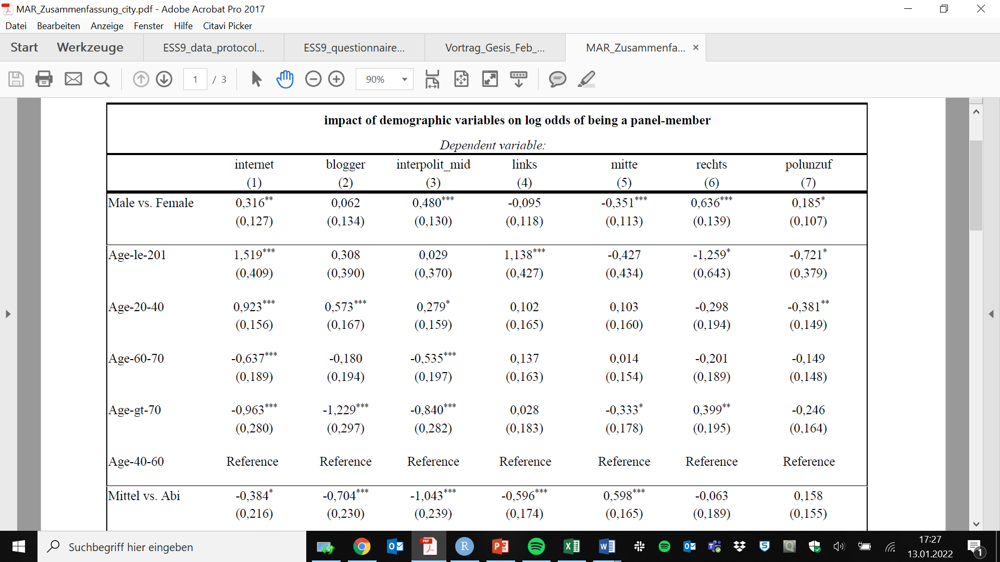 MAR_Zusammenfassung_city.pdf - Adobe Acrobat Pro 2017
Datei Bearbeiten Anzeige Fenster Hilfe Citavi Picker
Start Werkzeuge ESS9_data_protocol... ESS9_questionnaire... Vortrag_Gesis_Feb_... MAR_Zusammenfa... ×
1 / 3 90%
impact of demographic variables on log odds of being a panel-member
Dependent variable:
internet blogger interpolit_mid links mitte rechts polunzuf
(1) (2) (3) (4) (5) (6) (7)
Male vs. Female 0,316** 0,062 0,480*** -0,095 -0,351*** 0,636*** 0,185*
(0,127) (0,134) (0,130) (0,118) (0,113) (0,139) (0,107)
Age-le-201 1,519*** 0,308 0,029 1,138*** -0,427 -1,259* -0,721*
(0,409) (0,390) (0,370) (0,427) (0,434) (0,643) (0,379)
Age-20-40 0,923*** 0,573*** 0,279* 0,102 0,103 -0,298 -0,381**
(0,156) (0,167) (0,159) (0,165) (0,160) (0,194) (0,149)
Age-60-70 -0,637*** -0,180 -0,535*** 0,137 0,014 -0,201 -0,149
(0,189) (0,194) (0,197) (0,163) (0,154) (0,189) (0,148)
Age-gt-70 -0,963*** -1,229*** -0,840*** 0,028 -0,333* 0,399** -0,246
(0,280) (0,297) (0,282) (0,183) (0,178) (0,195) (0,164)
Age-40-60 Reference Reference Reference Reference Reference Reference Reference
Mittel vs. Abi -0,384* -0,704*** -1,043*** -0,596*** 0,598*** -0,063 0,158
(0,216) (0,230) (0,239) (0,174) (0,165) (0,189) (0,155)
Suchbegriff hier eingeben
17:27
13.01.2022
1